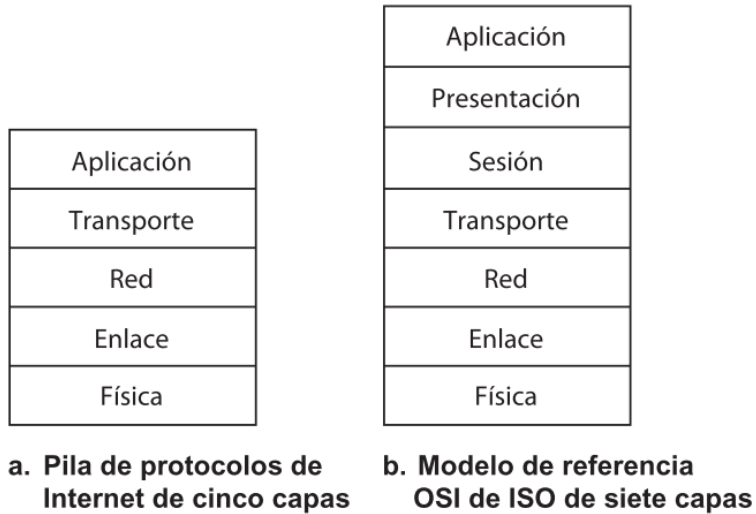 Aplicación
Transporte
Red
Enlace
Física
a. Pila de protocolos de
Internet de cinco capas
Aplicación
Presentación
Sesión
Transporte
Red
Enlace
Física
b. Modelo de referencia
OSI de ISO de siete capas